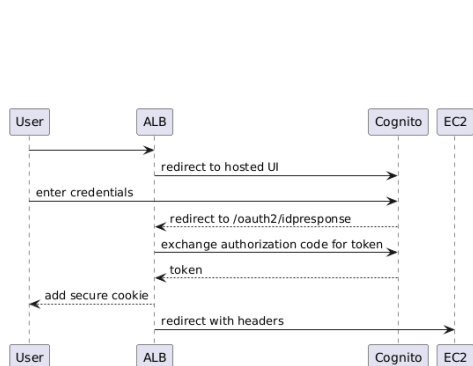 User
ALB
Cognito
EC2
redirect to hosted UI
enter credentials
redirect to /oauth2/idpresponse
exchange authorization code for token
token
add secure cookie
redirect with headers
User
ALB
Cognito
EC2